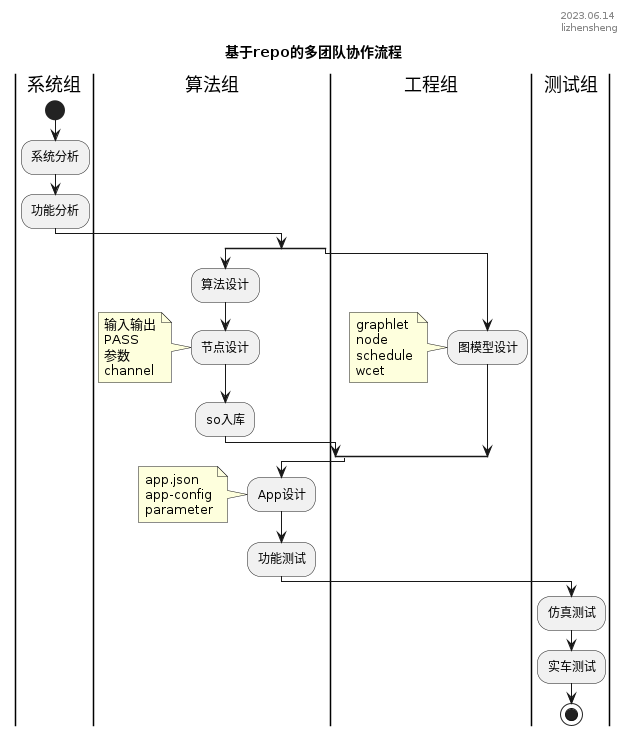 2023.06.14
lizhensheng
基于repo的多团队协作流程
系统组
算法组
工程组
测试组
系统分析
功能分析
算法设计
输入输出
PASS
参数
channel
节点设计
graphlet
node
schedule
wcet
图模型设计
so入库
app.json
app-config
parameter
App设计
功能测试
仿真测试
实车测试